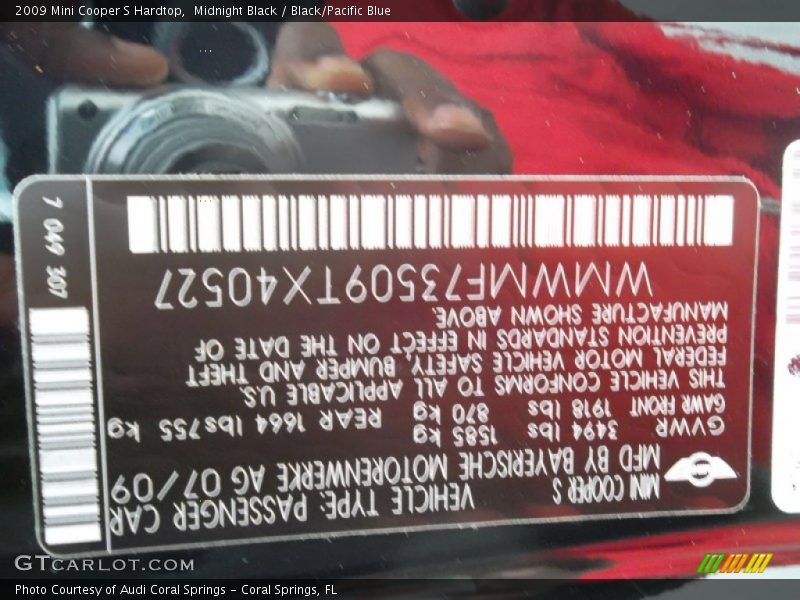 2009 Mini Cooper S Hardtop,  Midnight Black / Black/Pacific Blue
MINI COOPER S VEHICLE TYPE: PASSENGER CAR
MFD BY BAYERISCHE MOTORENWERKE AG 07/09
GVWR 3494 lbs 1585 kg
GAWR FRONT 1918 lbs 870 kg REAR 1664 lbs755 kg
THIS VEHICLE CONFORMS TO ALL APPLICABLE U.S.
FEDERAL MOTOR VEHICLE SAFETY, BUMPER AND THEFT
PREVENTION STANDARDS IN EFFECT ON THE DATE OF
MANUFACTURE SHOWN ABOVE.
WMWMF73509TX40527
7 049 307
GTCARLOT.COM
Photo Courtesy of Audi Coral Springs - Coral Springs, FL